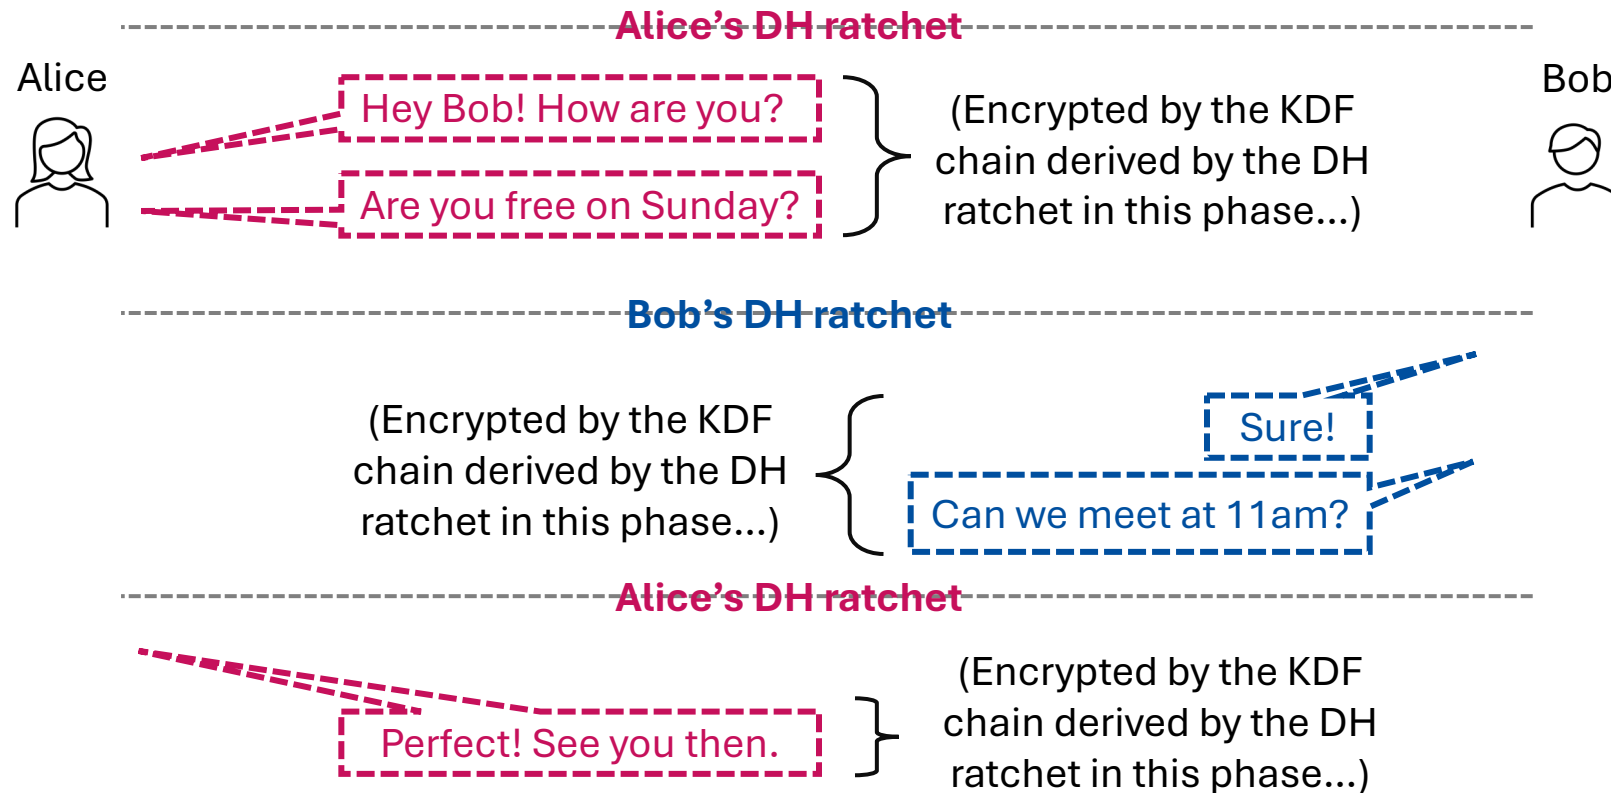 Alice's DH ratchet
Alice
Bob
Hey Bob! How are you?
Are you free on Sunday?
(Encrypted by the KDF
chain derived by the DH
ratchet in this phase...)
Bob's DH ratchet
(Encrypted by the KDF
chain derived by the DH
ratchet in this phase...)
Sure!
Can we meet at 11am?
Alice's DH ratchet
Perfect! See you then.
(Encrypted by the KDF
chain derived by the DH
ratchet in this phase...)